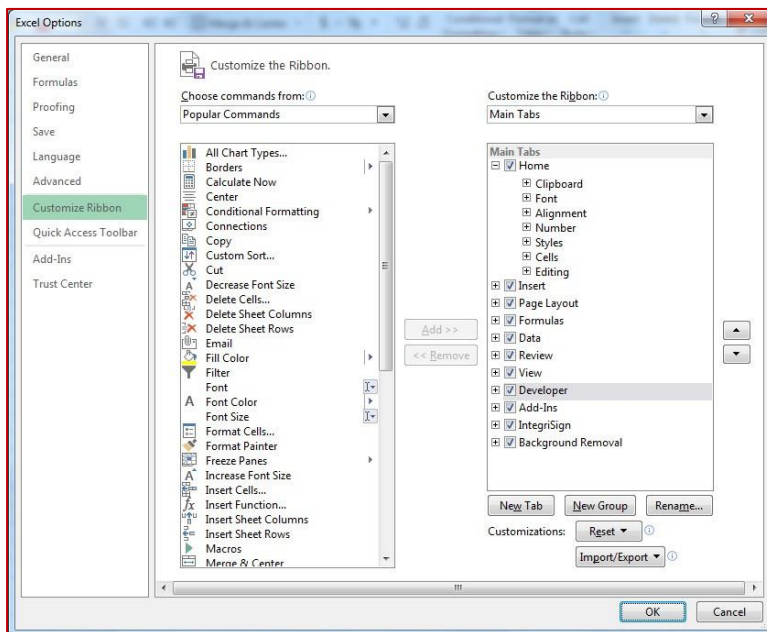 Excel Options
General
Formulas
Proofing
Save
Language
Advanced
Customize Ribbon
Quick Access Toolbar
Add-Ins
Trust Center
Customize the Ribbon.
Choose commands from:
Popular Commands
All Chart Types...
Borders
Calculate Now
Center
Conditional Formatting
Connections
Copy
Custom Sort...
Cut
Decrease Font Size
Delete Cells...
Delete Sheet Columns
Delete Sheet Rows
Email
Fill Color
Filter
Font
Font Color
Font Size
Format Cells...
Format Painter
Freeze Panes
Increase Font Size
Insert Cells...
Insert Function...
Insert Sheet Columns
Insert Sheet Rows
Macros
Merge & Center
Add >>
<< Remove
Customize the Ribbon:
Main Tabs
Main Tabs
Home
Clipboard
Font
Alignment
Number
Styles
Cells
Editing
Insert
Page Layout
Formulas
Data
Review
View
Developer
Add-Ins
IntegriSign
Background Removal
New Tab New Group Rename...
Customizations: Reset
Import/Export
OK Cancel